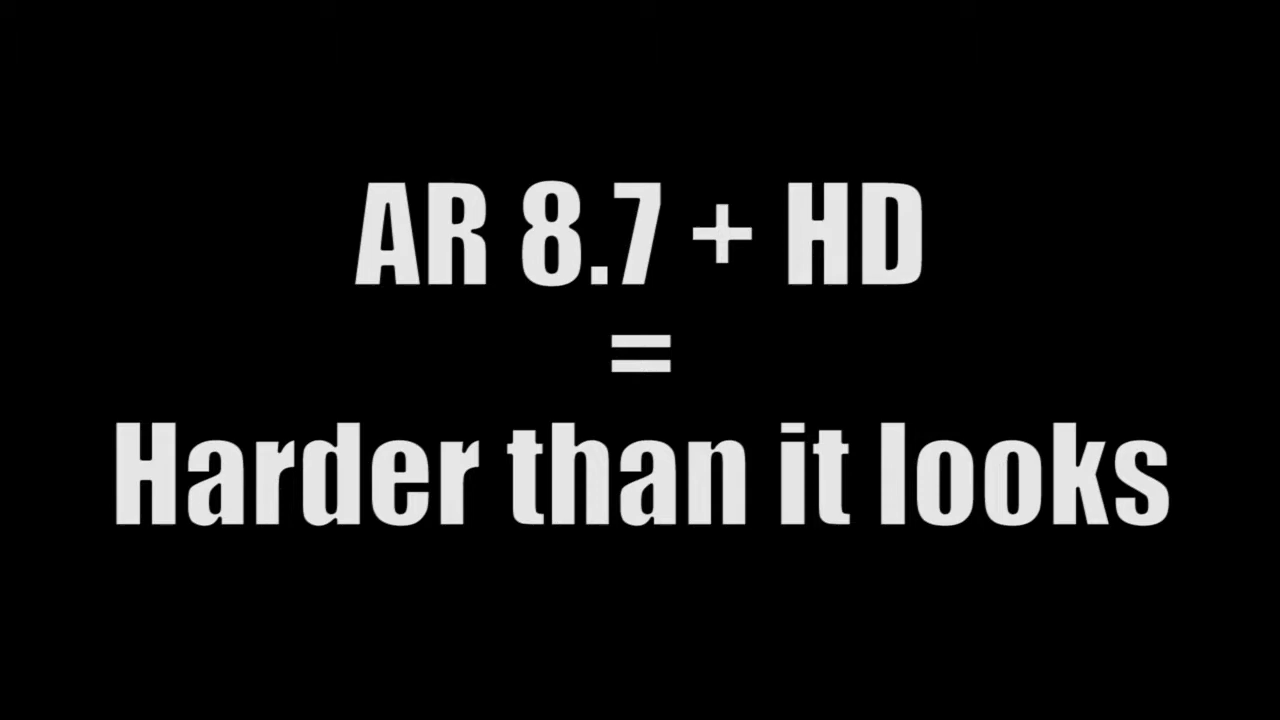 AR 8.7 + HD
=
Harder than it looks